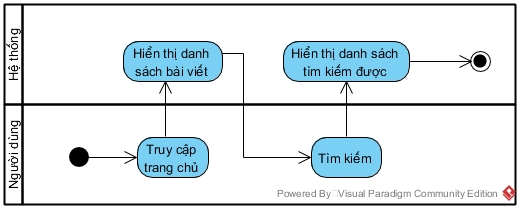 Hệ thống
Hiển thị danh
sách bài viết
Hiển thị danh sách
tìm kiếm được
Người dùng
Truy cập
trang chủ
Tìm kiếm
Powered By Visual Paradigm Community Edition